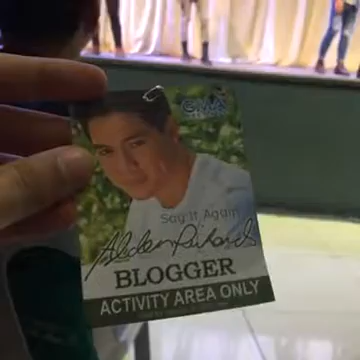 GMA
Say It Again
Alden Richards
BLOGGER
ACTIVITY AREA ONLY